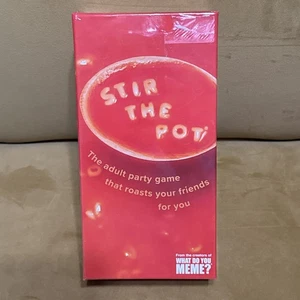 STIR
THE
POT
The adult party game
that roasts your friends
for you
From the creators of
WHAT DO YOU
MEME?